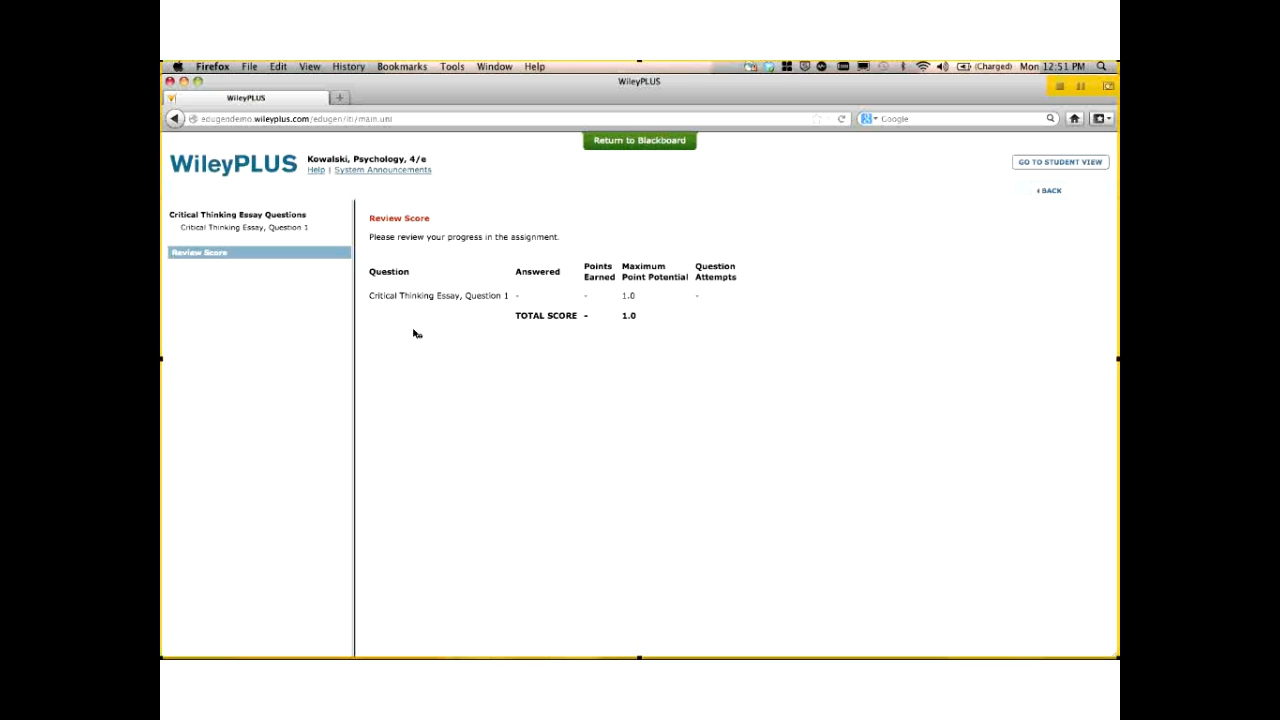 Firefox File Edit View History Bookmarks Tools Window Help (Charged) Mon 12:51 PM
WileyPLUS
WileyPLUS
edugendemo.wileyplus.com/edugen/lti/main.uni Google
Return to Blackboard
WileyPLUS Kowalski, Psychology, 4/e
Help | System Announcements
GO TO STUDENT VIEW
BACK
Critical Thinking Essay Questions
Critical Thinking Essay, Question 1
Review Score
Review Score
Please review your progress in the assignment.
Question Answered Points Earned Maximum Point Potential Question Attempts
Critical Thinking Essay, Question 1 - - 1.0 -
TOTAL SCORE - 1.0